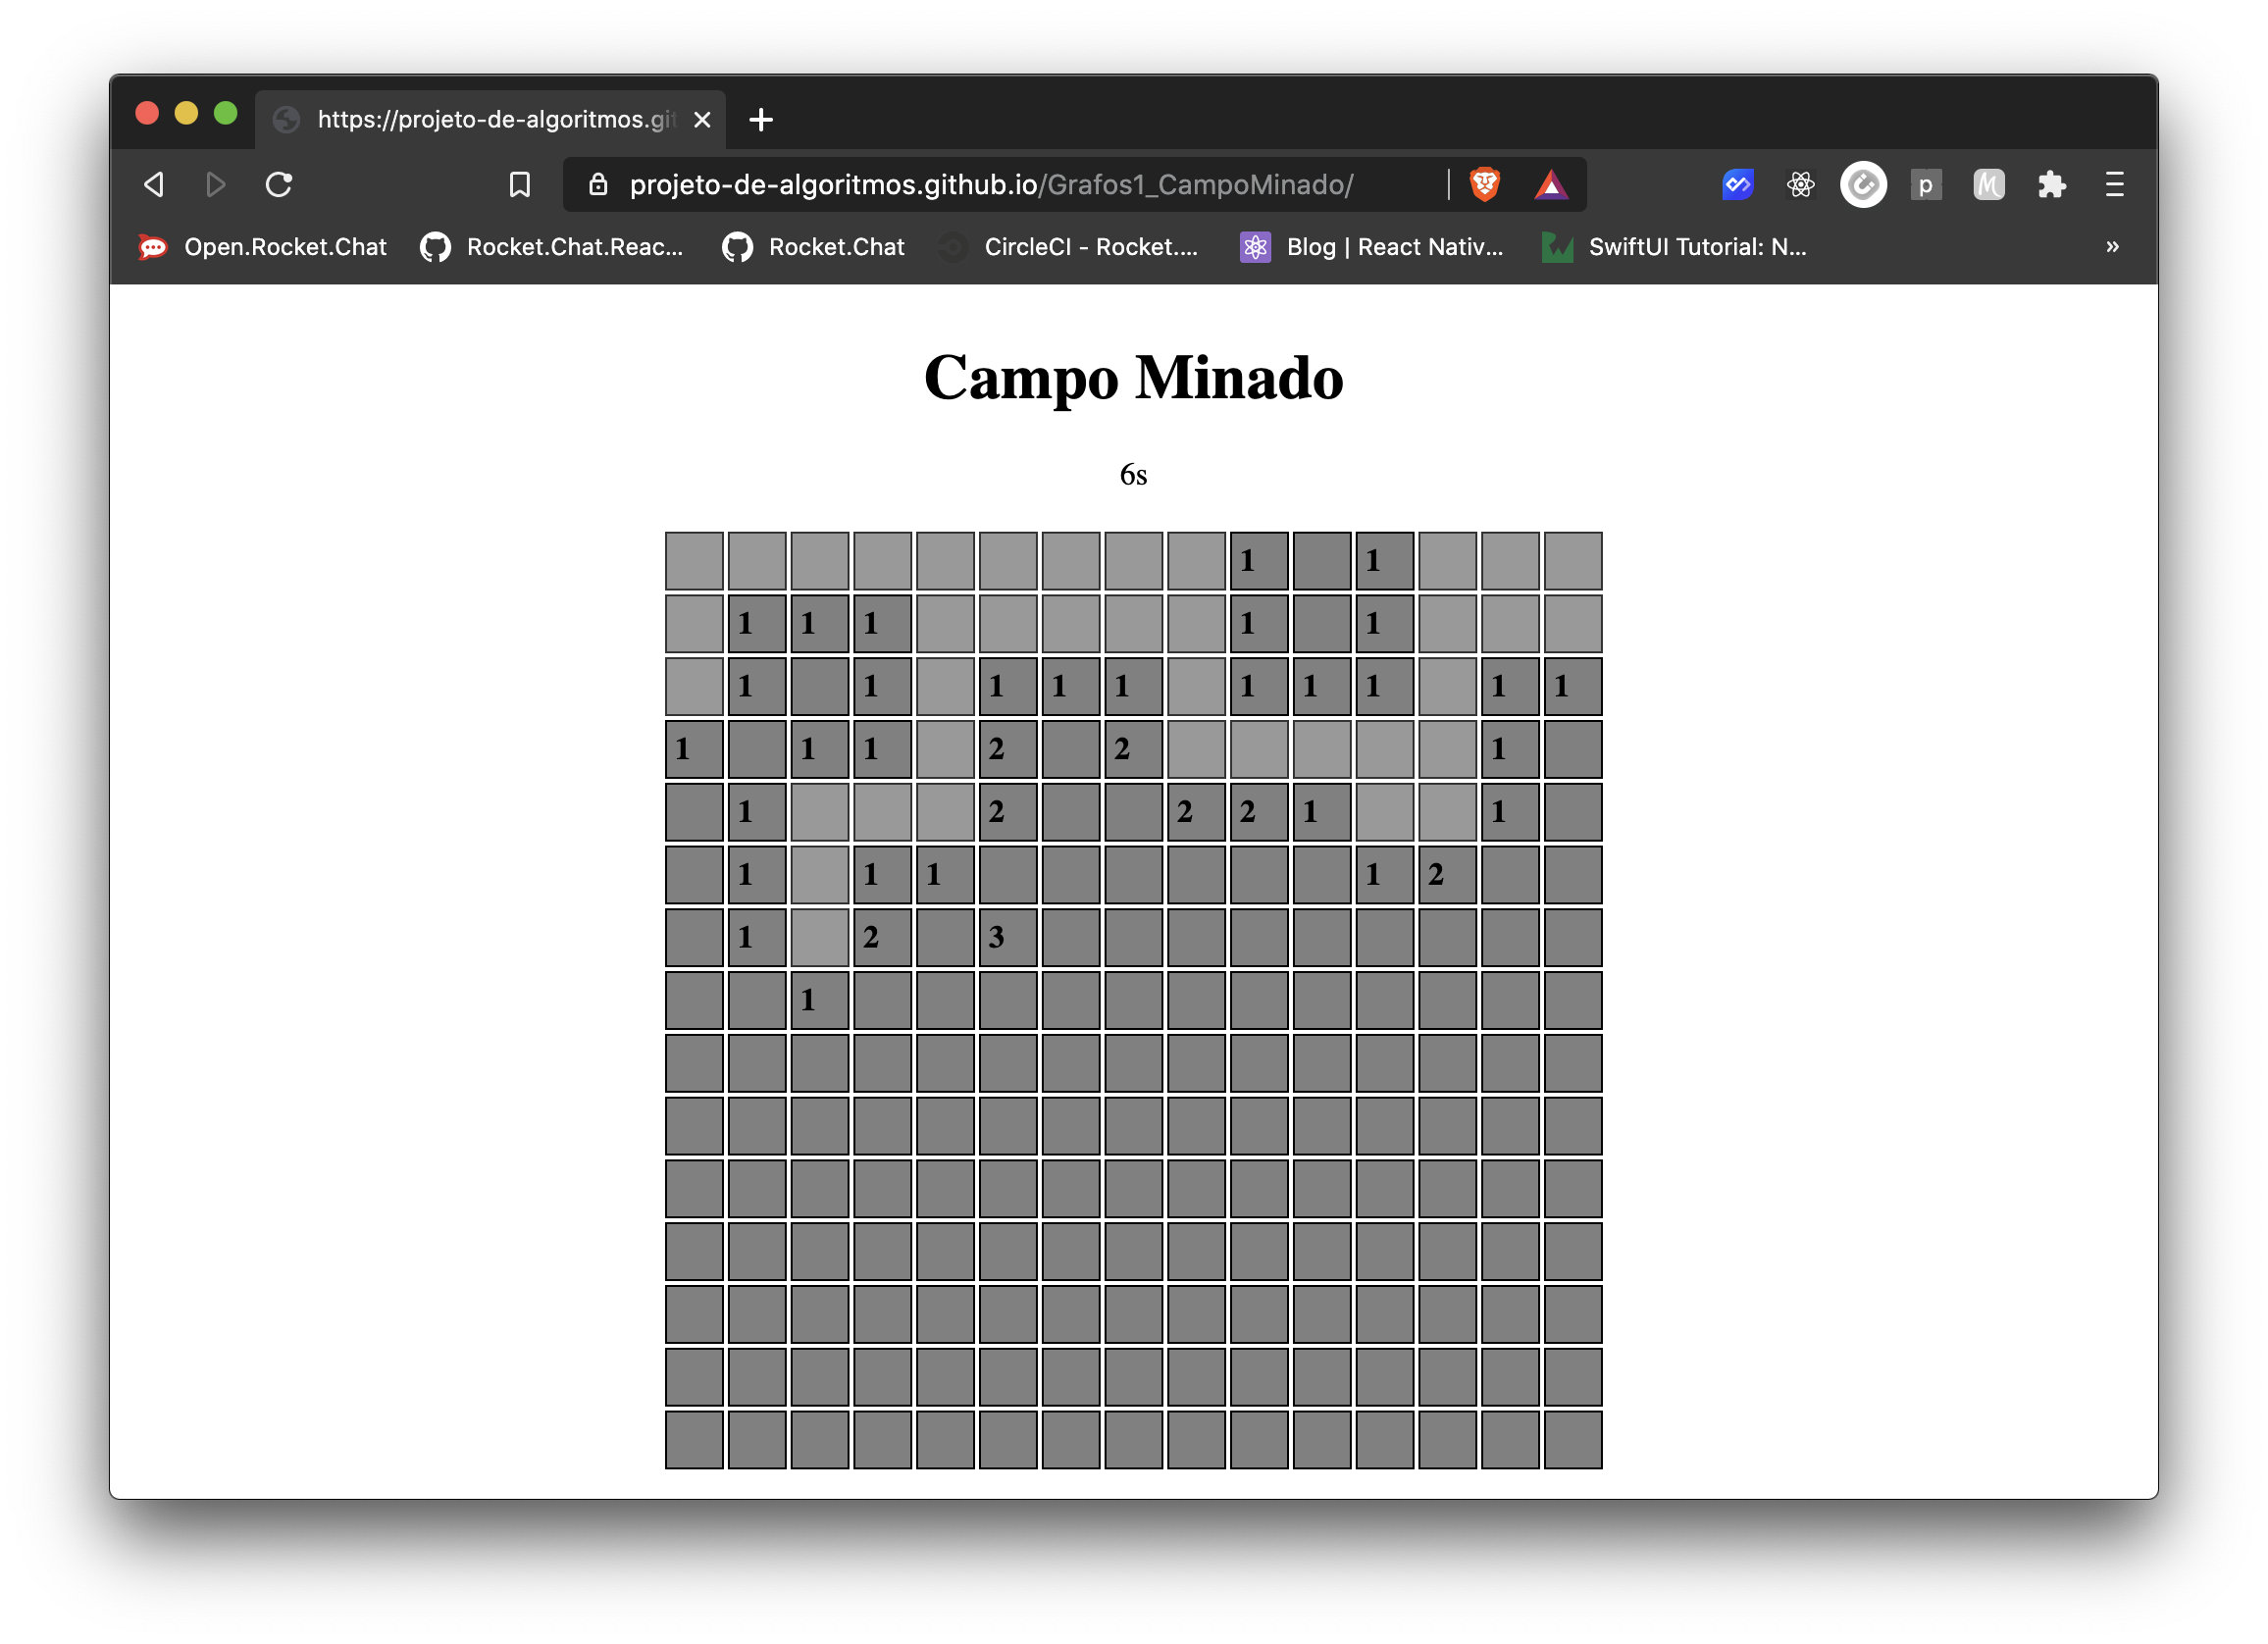 https://projeto-de-algoritmos.git
projeto-de-algoritmos.github.io/Grafos1_CampoMinado/
p M
Open.Rocket.Chat Rocket.Chat.Reac... Rocket.Chat CircleCI - Rocket.... Blog | React Nativ... SwiftUI Tutorial: N... »
Campo Minado
6s
1 1
1 1 1 1 1
1 1 1 1 1 1 1 1 1 1
1 1 1 2 2 1
1 2 2 2 1 1
1 1 1 1 2
1 2 3
1